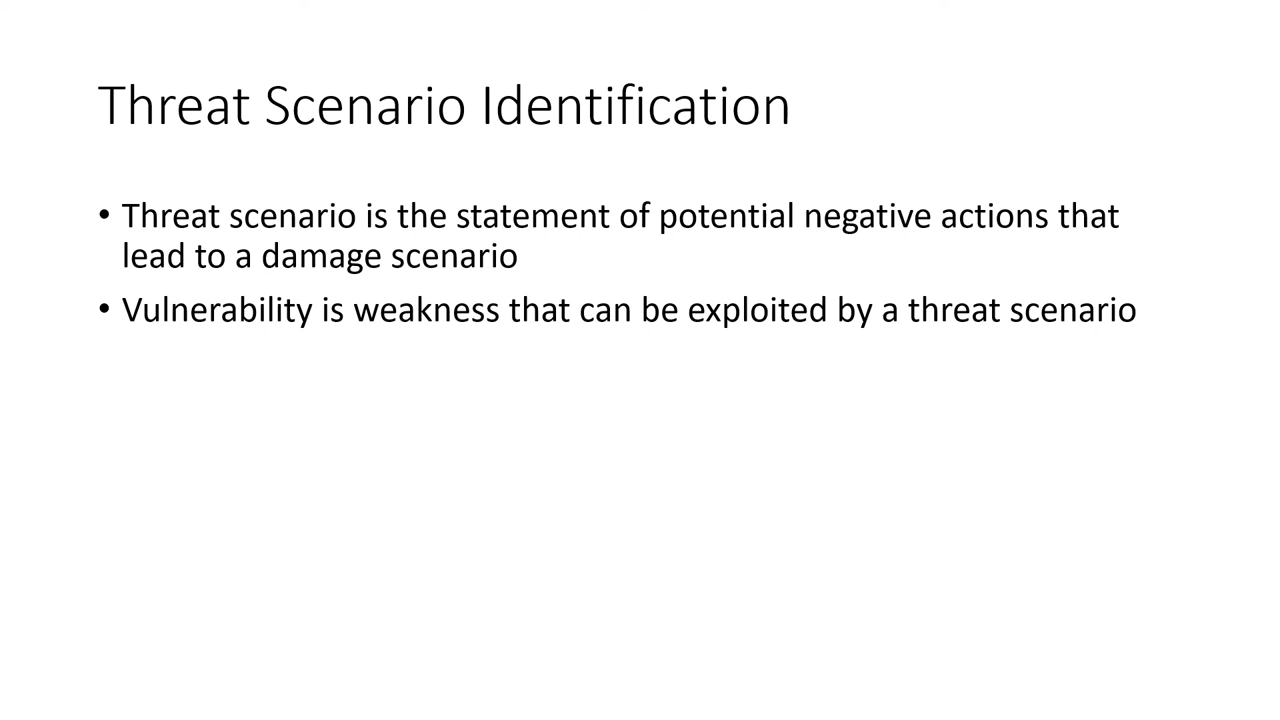 Threat Scenario Identification
• Threat scenario is the statement of potential negative actions that
lead to a damage scenario
• Vulnerability is weakness that can be exploited by a threat scenario